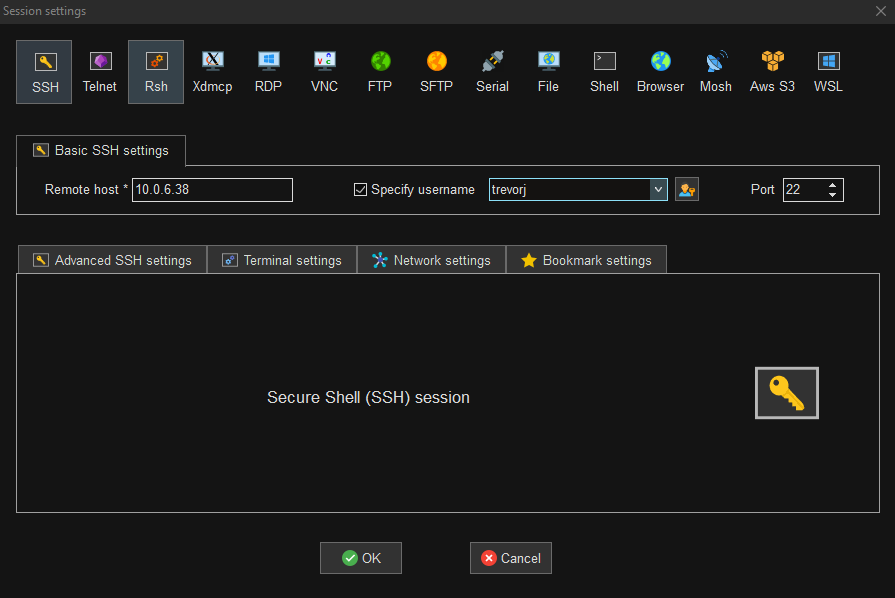 Session settings
SSH Telnet Rsh Xdmcp RDP VNC FTP SFTP Serial File Shell Browser Mosh Aws S3 WSL
Basic SSH settings
Remote host * 10.0.6.38 Specify username trevorj Port 22
Advanced SSH settings Terminal settings Network settings Bookmark settings
Secure Shell (SSH) session
OK Cancel